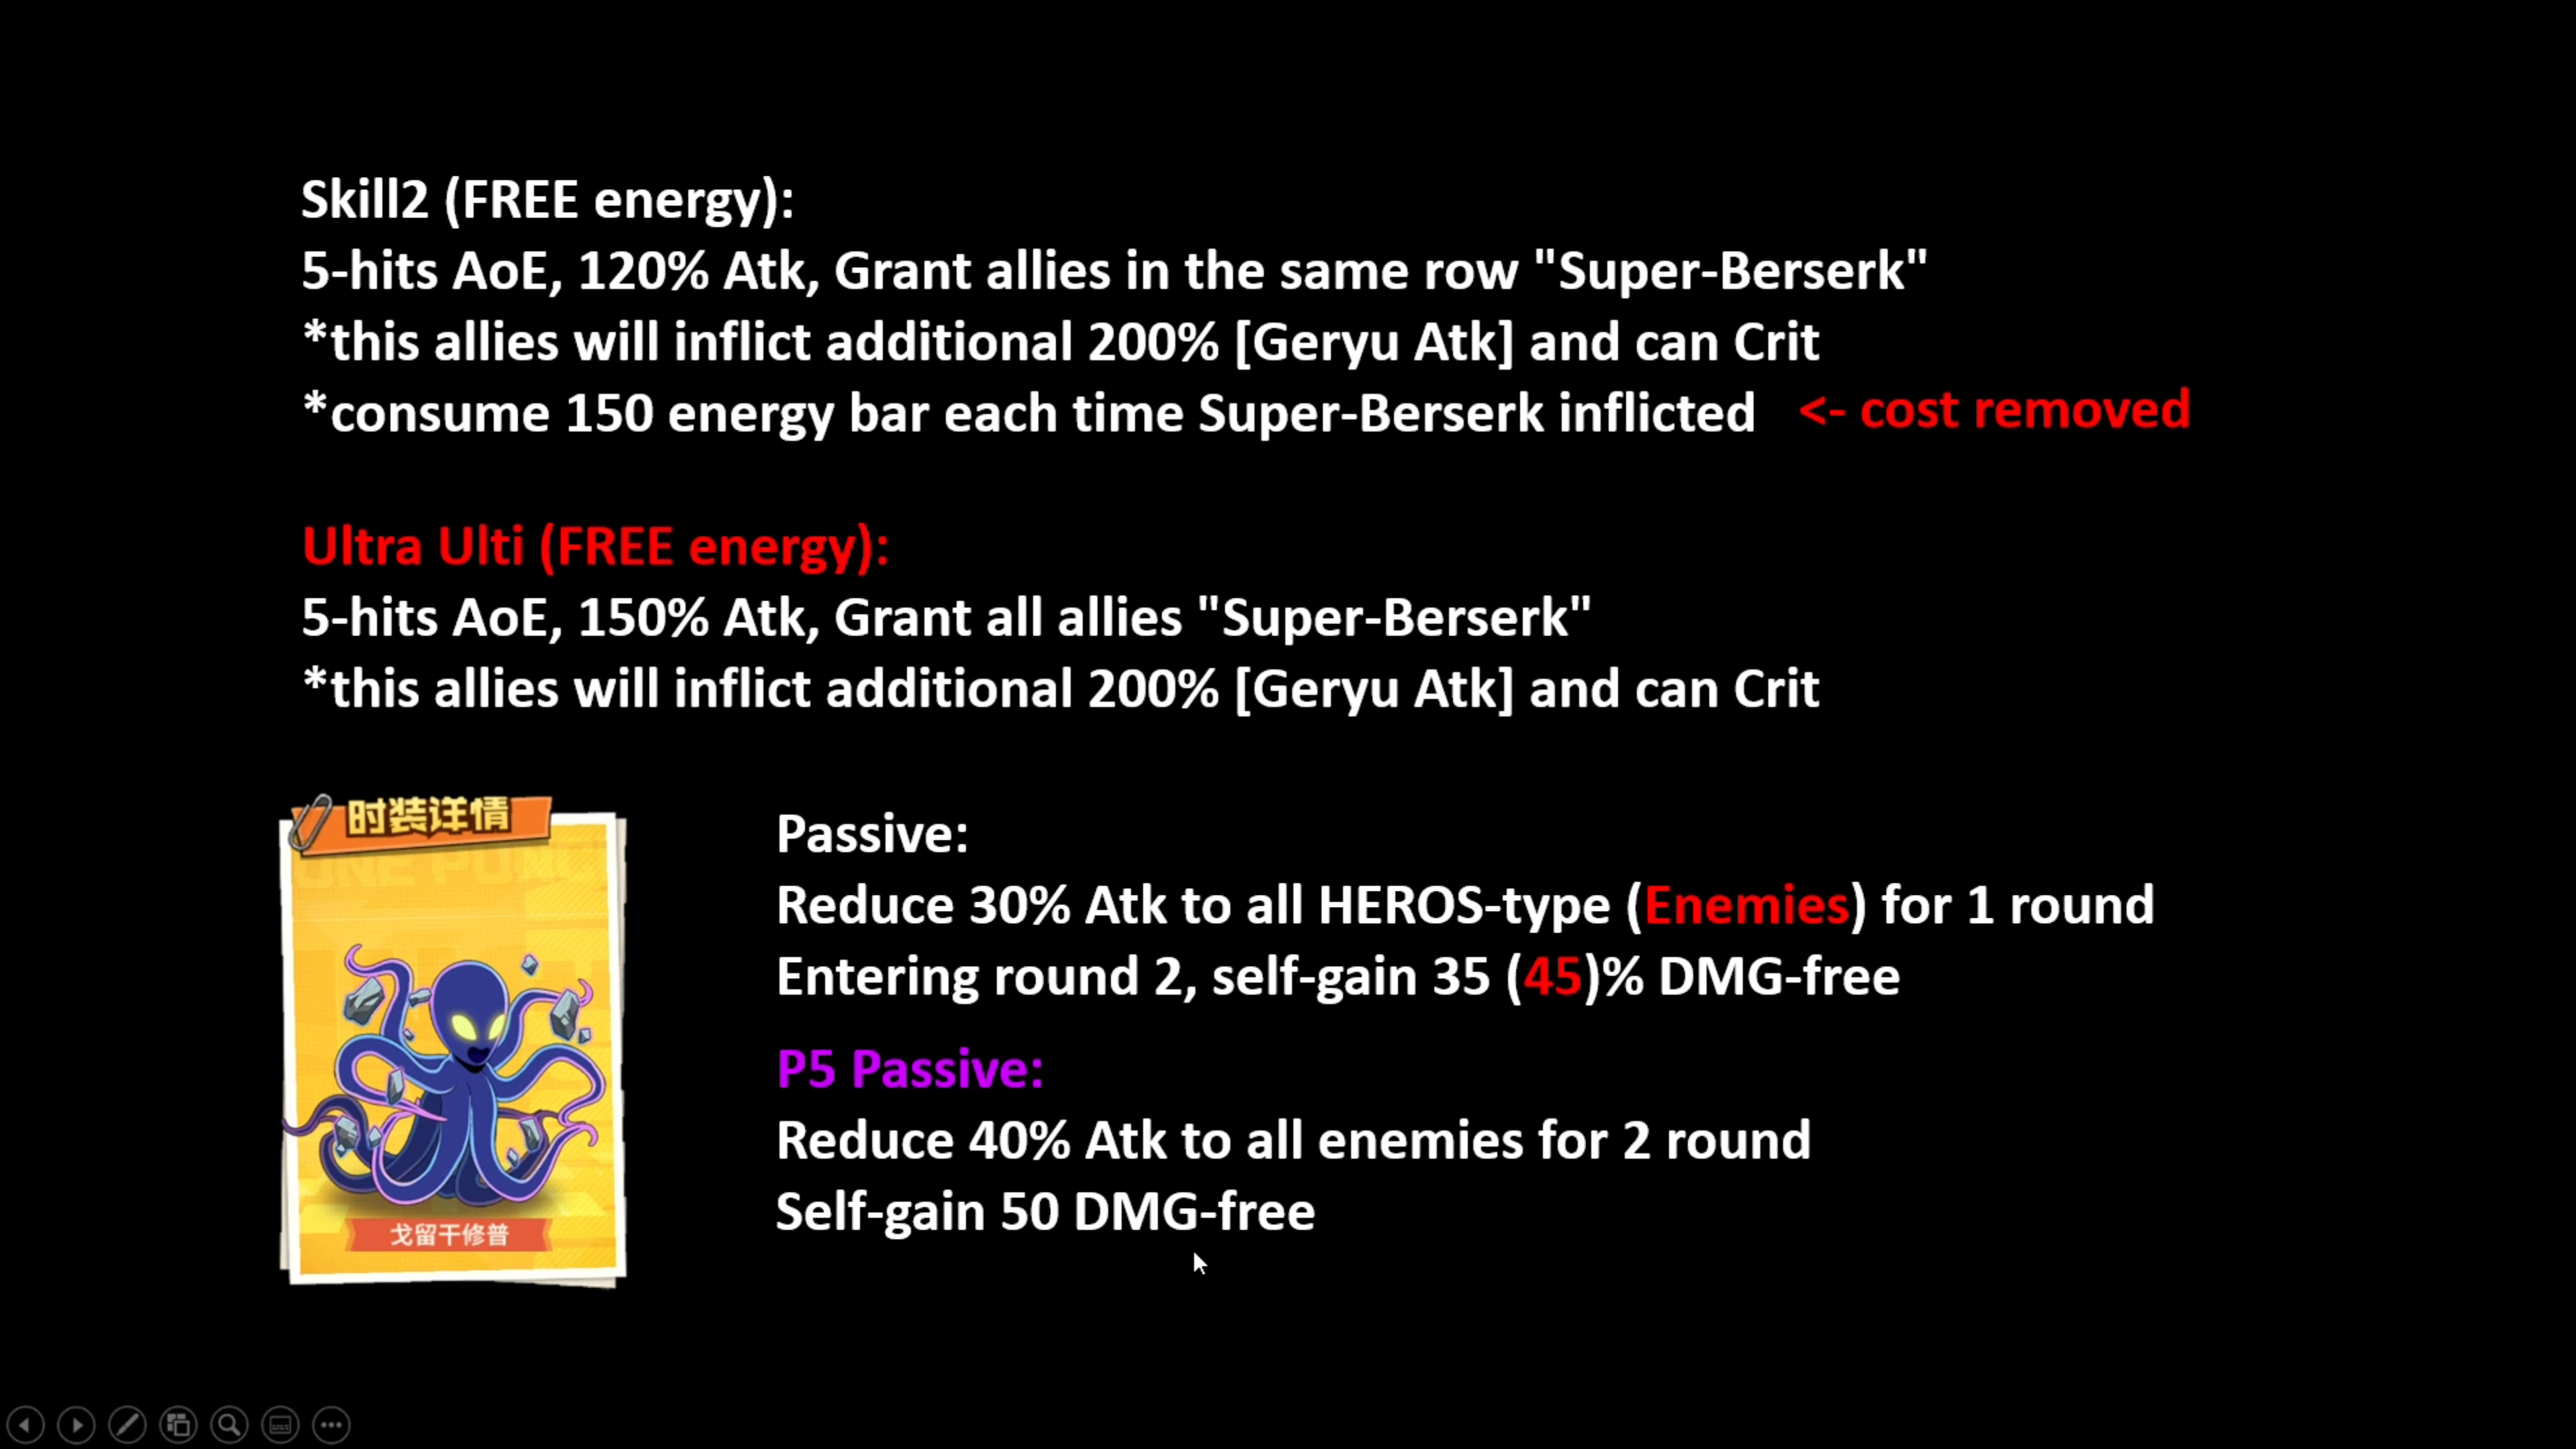 Skill2 (FREE energy):
5-hits AoE, 120% Atk, Grant allies in the same row "Super-Berserk"
*this allies will inflict additional 200% [Geryu Atk] and can Crit
*consume 150 energy bar each time Super-Berserk inflicted <- cost removed
Ultra Ulti (FREE energy):
5-hits AoE, 150% Atk, Grant all allies "Super-Berserk"
*this allies will inflict additional 200% [Geryu Atk] and can Crit
时装详情
戈留干修普
Passive:
Reduce 30% Atk to all HEROS-type (Enemies) for 1 round
Entering round 2, self-gain 35 (45)% DMG-free
P5 Passive:
Reduce 40% Atk to all enemies for 2 round
Self-gain 50 DMG-free